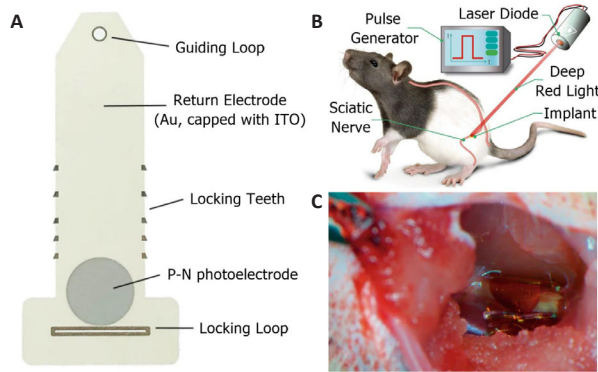 A
Guiding Loop
Return Electrode
(Au, capped with ITO)
Locking Teeth
P-N photoelectrode
Locking Loop
B
Pulse
Generator
Laser Diode
Deep
Red Light
Sciatic
Nerve
Implant
C